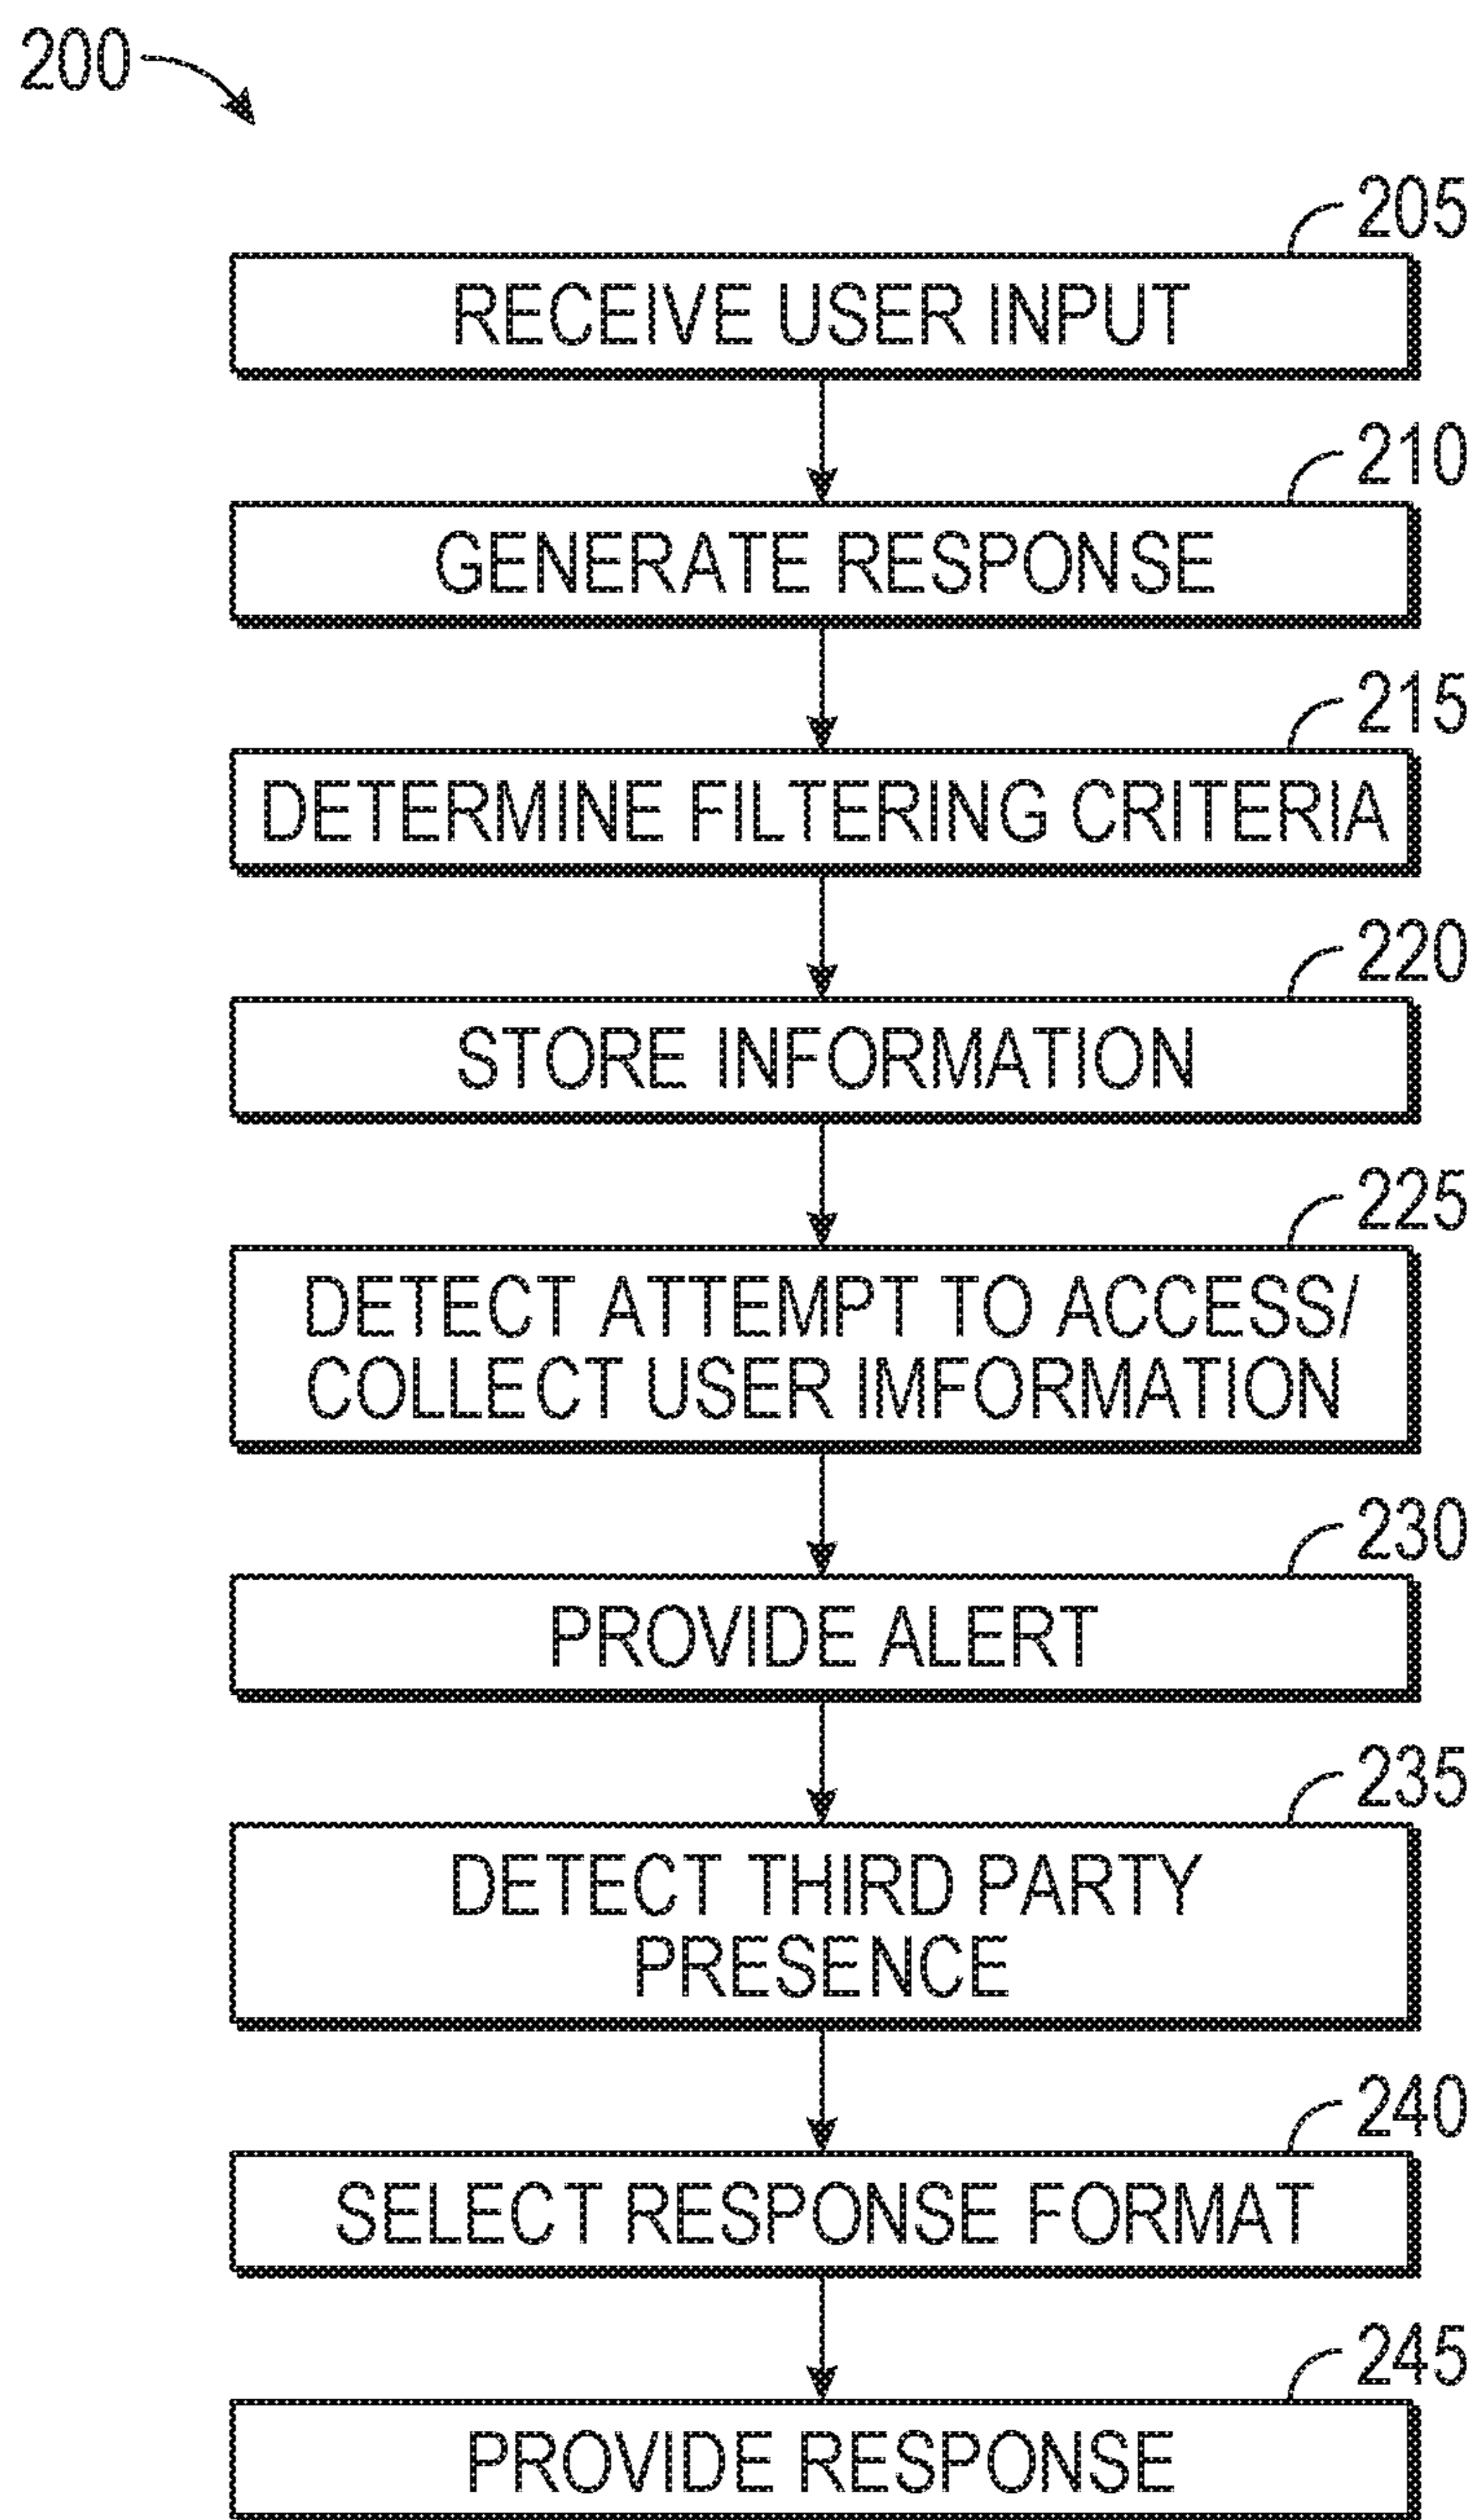 200
205
RECEIVE USER INPUT
210
GENERATE RESPONSE
215
DETERMINE FILTERING CRITERIA
220
STORE INFORMATION
225
DETECT ATTEMPT TO ACCESS/
COLLECT USER IMFORMATION
230
PROVIDE ALERT
235
DETECT THIRD PARTY
PRESENCE
240
SELECT RESPONSE FORMAT
245
PROVIDE RESPONSE